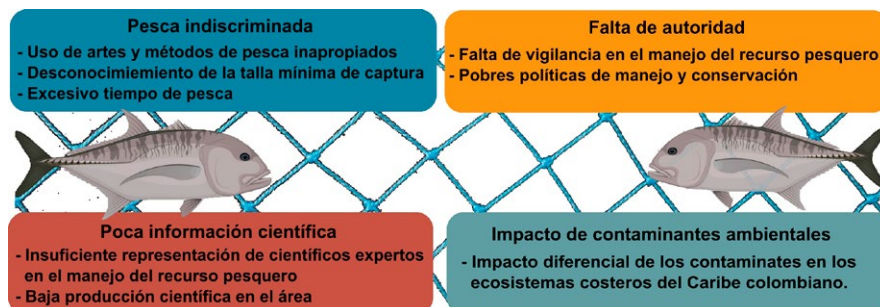 Pesca indiscriminada
- Uso de artes y métodos de pesca inapropiados
- Desconocimiemiento de la talla mínima de captura
- Excesivo tiempo de pesca
Falta de autoridad
- Falta de vigilancia en el manejo del recurso pesquero
- Pobres políticas de manejo y conservación
Poca información científica
- Insuficiente representación de científicos expertos
en el manejo del recurso pesquero
- Baja producción científica en el área
Impacto de contaminantes ambientales
- Impacto diferencial de los contaminates en los
ecosistemas costeros del Caribe colombiano.